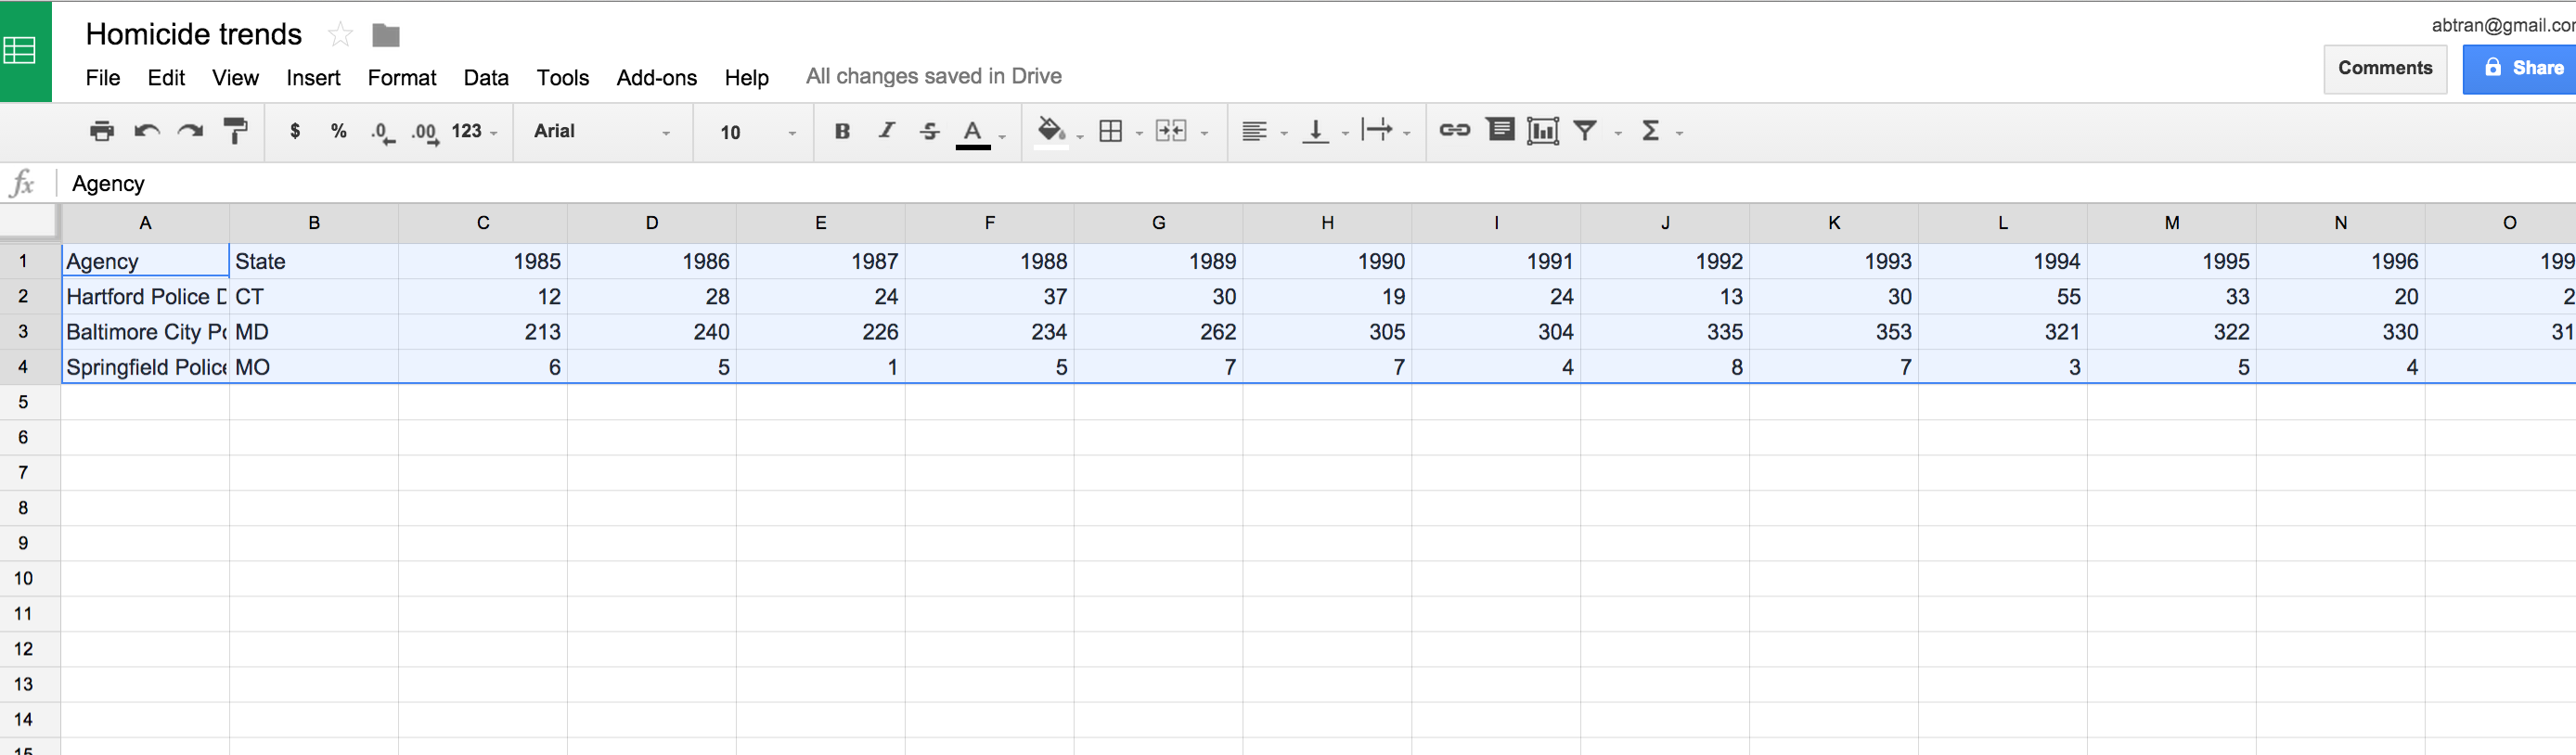 Homicide trends
abtran@gmail.co
File Edit View Insert Format Data Tools Add-ons Help All changes saved in Drive
Comments Share
$ % .0 .00 123 Arial 10 B I S A Σ
fx Agency
A B C D E F G H I J K L M N O
1 Agency State 1985 1986 1987 1988 1989 1990 1991 1992 1993 1994 1995 1996 199
2 Hartford Police D CT 12 28 24 37 30 19 24 13 30 55 33 20 2
3 Baltimore City Po MD 213 240 226 234 262 305 304 335 353 321 322 330 31
4 Springfield Police MO 6 5 1 5 7 7 4 8 7 3 5 4
5
6
7
8
9
10
11
12
13
14
15